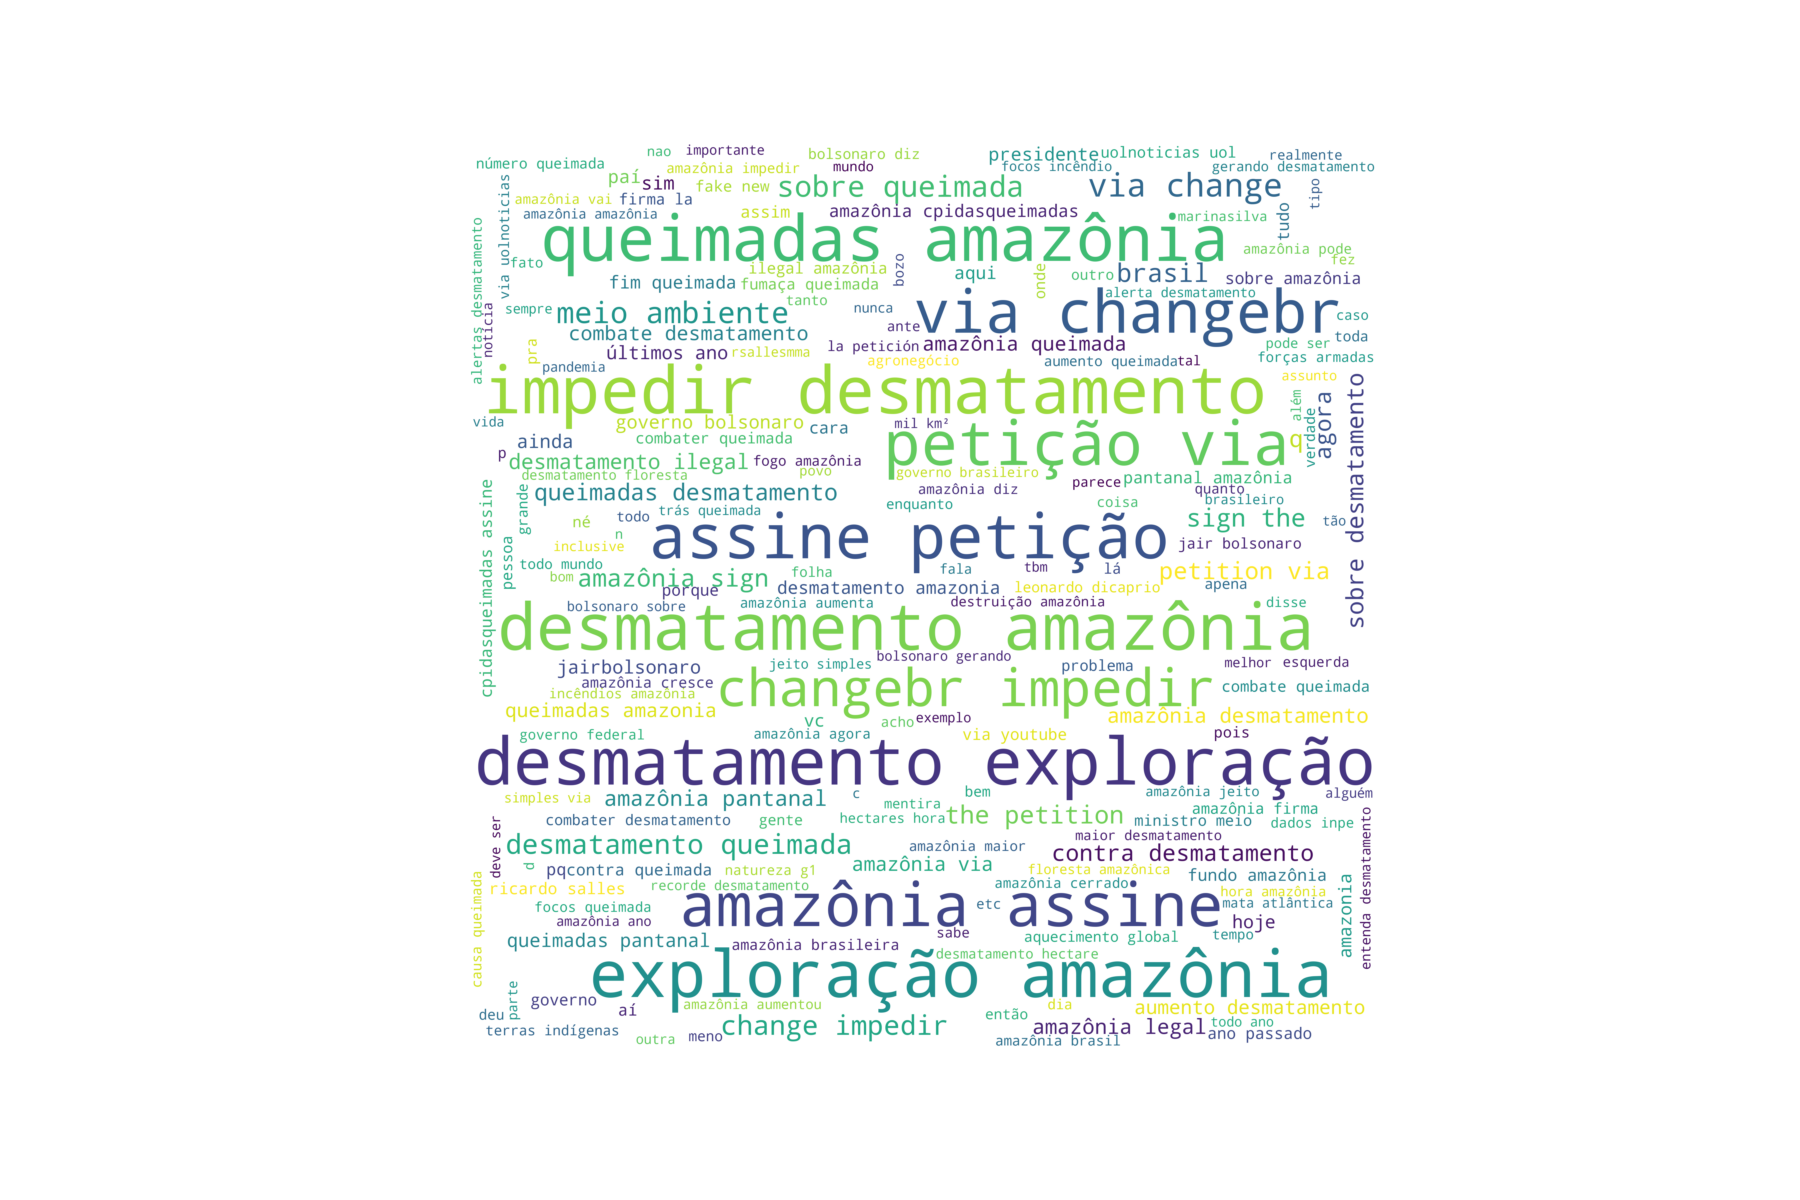 nao
importante
bolsonaro diz
presidente
uolnoticias uol
realmente
número queimada
amazônia impedir
mundo
focos incêndio
gerando desmatamento
país
sim
fake new
sobre queimada
via change
tipo
amazônia vai
firma la
via uolnoticias
amazônia amazônia
assim
amazônia cpidasqueimadas
marinasilva
tudo
alertas desmatamento
queimadas amazônia
amazônia pode
fez
fato
ilegal amazônia
bozo
aqui
onde
outro
brasil
sobre amazônia
fim queimada
fumaça queimada
alerta desmatamento
sempre
meio ambiente
tanto
nunca
via changebr
caso
notícia
combate desmatamento
ante
toda
pra
últimos ano
rsallesmma
la petición
amazônia queimada
pode ser
pandemia
agronegócio
aumento queimada
tal
forças armadas
impedir desmatamento
assunto
além
agora
sobre desmatamento
vida
governo bolsonaro
cara
mil km²
petição via
q
verdade
ainda
combater queimada
p
desmatamento ilegal
fogo amazônia
desmatamento floresta
povo
governo brasileiro
parece
pantanal amazônia
cpidasqueimadas assine
grande
queimadas desmatamento
amazônia diz
quanto
brasileiro
enquanto
coisa
né
todo
trás queimada
assine petição
sign the
tão
n
pessoa
inclusive
jair bolsonaro
todo mundo
bom
amazônia sign
folha
fala
tbm
lá
petition via
porque
desmatamento amazonia
leonardo dicaprio
apena
bolsonaro sobre
amazônia aumenta
destruição amazônia
disse
desmatamento amazônia
jairbolsonaro
jeito simples
bolsonaro gerando
problema
melhor
esquerda
amazônia cresce
incêndios amazônia
changebr impedir
combate queimada
queimadas amazonia
vc
acho
exemplo
amazônia desmatamento
governo federal
amazônia agora
via youtube
pois
desmatamento exploração
simples via
amazônia pantanal
c
mentira
bem
amazônia jeito
alguém
deve ser
combater desmatamento
gente
hectares hora
the petition
ministro meio
amazônia firma
dados inpe
entenda desmatamento
desmatamento queimada
amazônia maior
maior desmatamento
contra desmatamento
d
pq
contra queimada
natureza g1
amazônia via
floresta amazônica
fundo amazônia
causa queimada
ricardo salles
recorde desmatamento
amazônia cerrado
hora amazônia
focos queimada
amazônia assine
etc
mata atlântica
amazonia
amazônia ano
sabe
hoje
queimadas pantanal
amazônia brasileira
aquecimento global
tempo
desmatamento hectare
exploração amazônia
parte
governo
aí
amazônia aumentou
dia
aumento desmatamento
deu
então
terras indígenas
change impedir
amazônia legal
todo ano
ano passado
outra
meno
amazônia brasil